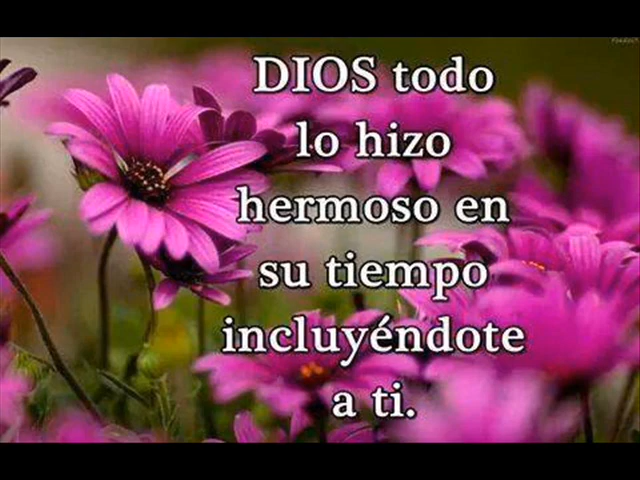 DIOS todo
lo hizo
hermoso en
su tiempo
incluyéndote
a ti.